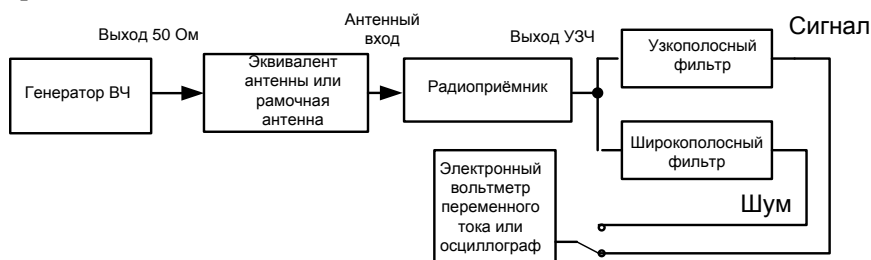 Выход 50 Ом
Антенный
вход
Выход УЗЧ
Сигнал
Генератор ВЧ
Эквивалент
антенны или
рамочная
антенна
Радиоприёмник
Узкополосный
фильтр
Широкополосный
фильтр
Электронный
вольтметр
переменного
тока или
осциллограф
Шум